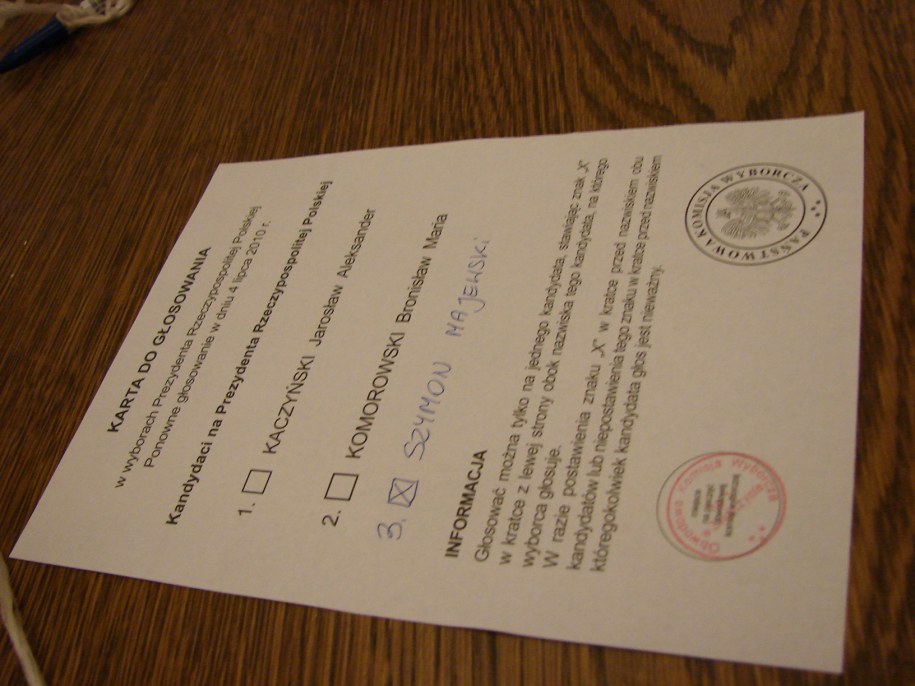 KARTA DO GŁOSOWANIA
w wyborach Prezydenta Rzeczypospolitej Polskiej
Ponowne głosowanie w dniu 4 lipca 2010 r.
Kandydaci na Prezydenta Rzeczypospolitej Polskiej
1. KACZYŃSKI Jarosław Aleksander
2. KOMOROWSKI Bronisław Maria
3. SZYMON MAJEWSKI
INFORMACJA
Głosować można tylko na jednego kandydata, stawiając znak „X”
w kratce z lewej strony obok nazwiska tego kandydata, na którego
wyborca głosuje.
W razie postawienia znaku „X” w kratce przed nazwiskiem obu
kandydatów lub niepostawienia tego znaku w kratce przed nazwiskiem
któregokolwiek kandydata głos jest nieważny.
PAŃSTWOWA KOMISJA WYBORCZA